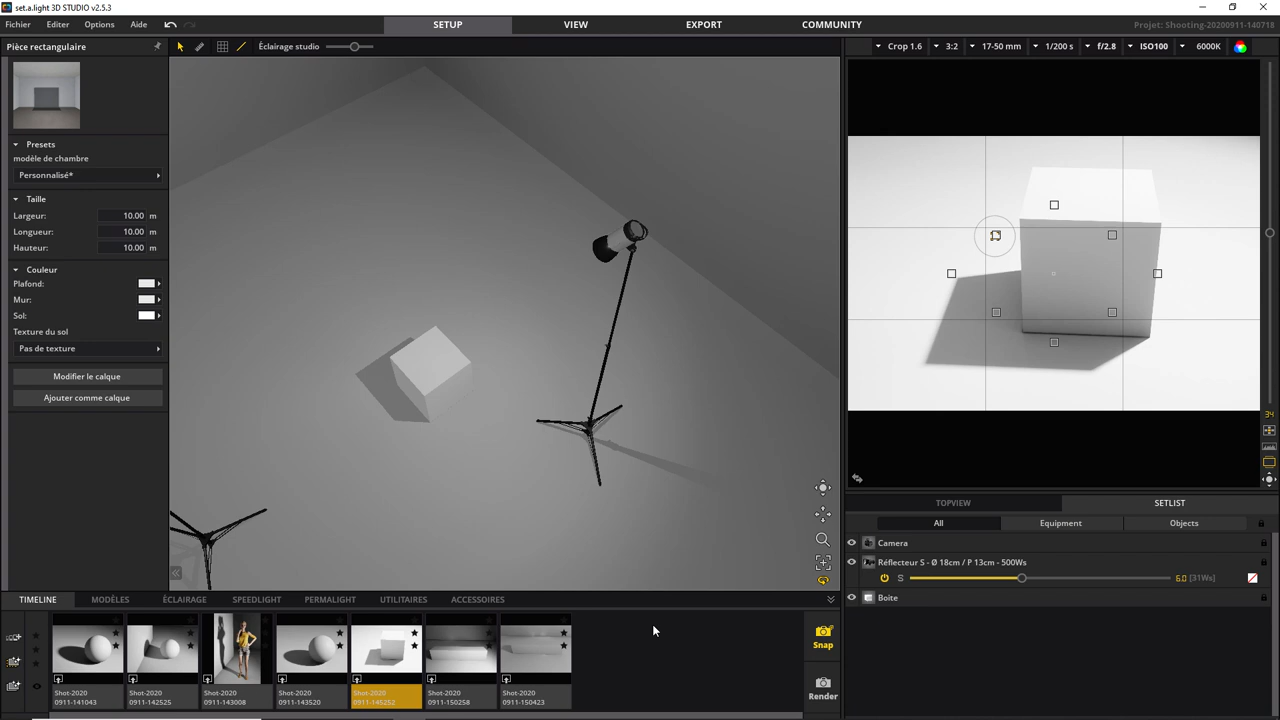 set.a.light 3D STUDIO v2.5.3
Fichier Editer Options Aide SETUP VIEW EXPORT COMMUNITY Projet: Shooting-20200911-140718
Pièce rectangulaire Éclairage studio Crop 1.6 3:2 17-50 mm 1/200 s f/2.8 ISO100 6000K
Presets
modèle de chambre
Personnalisé*
Taille
Largeur: 10.00 m
Longueur: 10.00 m
Hauteur: 10.00 m
Couleur
Plafond:
Mur:
Sol:
Texture du sol
Pas de texture
Modifier le calque
Ajouter comme calque
34
TOPVIEW SETLIST
All Equipment Objects
Camera
Réflecteur S - Ø 18cm / P 13cm - 500Ws
S 6.0 [31Ws]
Boite
TIMELINE MODÈLES ÉCLAIRAGE SPEEDLIGHT PERMALIGHT UTILITAIRES ACCESSOIRES
Snap
Render
Shot-2020 0911-141043
Shot-2020 0911-142525
Shot-2020 0911-143008
Shot-2020 0911-143520
Shot-2020 0911-145252
Shot-2020 0911-150258
Shot-2020 0911-150423